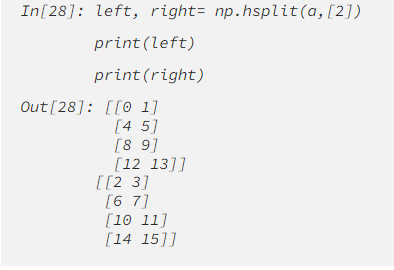 In[28]: left, right= np.hsplit(a,[2])
print(left)
print(right)
Out[28]: [[0 1]
[4 5]
[8 9]
[12 13]]
[[2 3]
[6 7]
[10 11]
[14 15]]